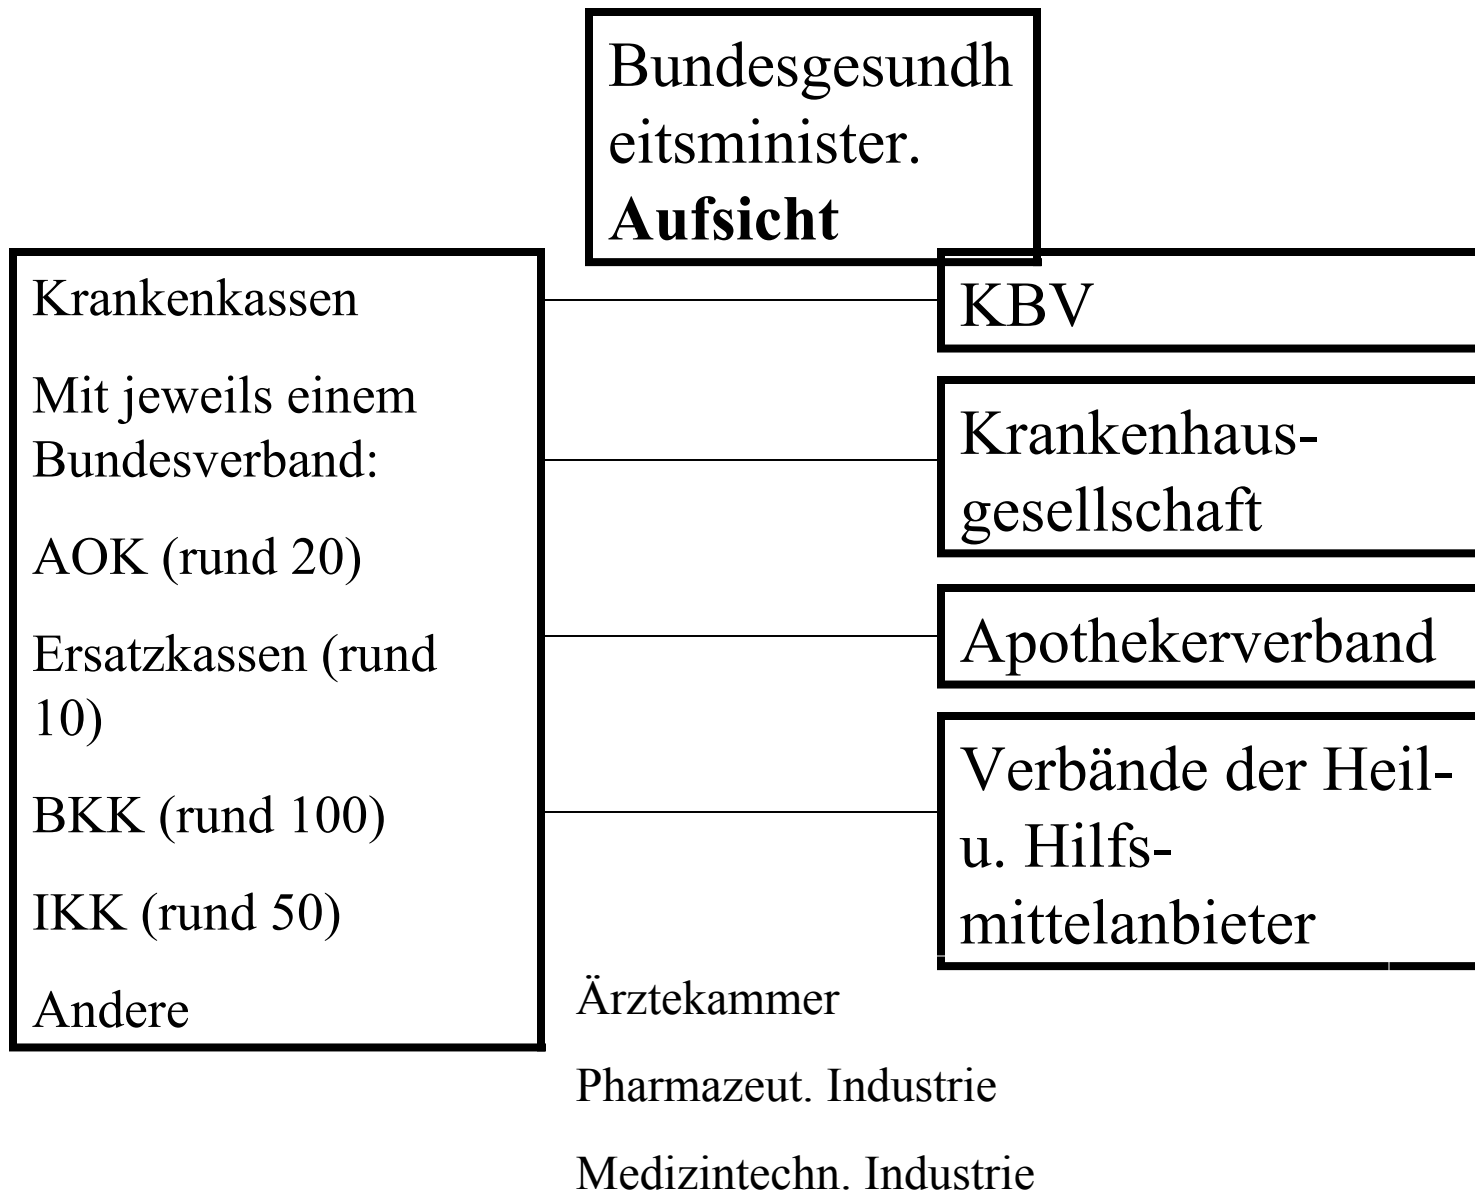 Bundesgesundh
eitsminister.
Aufsicht
Krankenkassen
Mit jeweils einem
Bundesverband:
AOK (rund 20)
Ersatzkassen (rund
10)
BKK (rund 100)
IKK (rund 50)
Andere
KBV
Krankenhaus-
gesellschaft
Apothekerverband
Verbände der Heil-
u. Hilfs-
mittelanbieter
Ärztekammer
Pharmazeut. Industrie
Medizintechn. Industrie